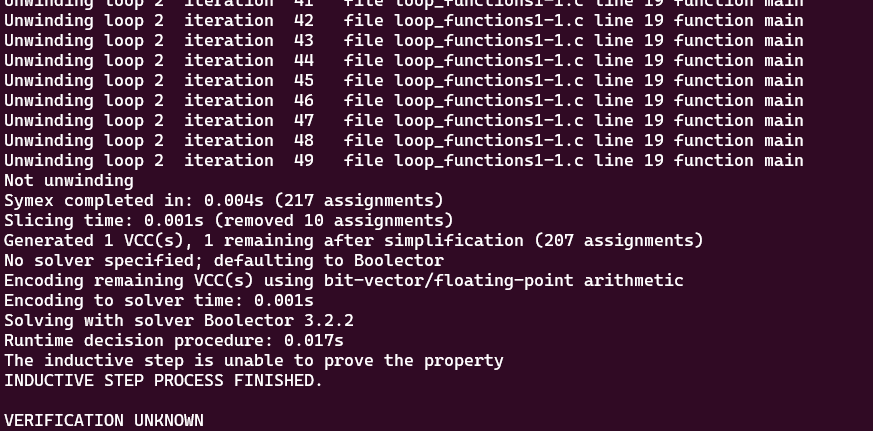 Unwinding loop 2  iteration  41   file loop_functions1-1.c line 19 function main
Unwinding loop 2  iteration  42   file loop_functions1-1.c line 19 function main
Unwinding loop 2  iteration  43   file loop_functions1-1.c line 19 function main
Unwinding loop 2  iteration  44   file loop_functions1-1.c line 19 function main
Unwinding loop 2  iteration  45   file loop_functions1-1.c line 19 function main
Unwinding loop 2  iteration  46   file loop_functions1-1.c line 19 function main
Unwinding loop 2  iteration  47   file loop_functions1-1.c line 19 function main
Unwinding loop 2  iteration  48   file loop_functions1-1.c line 19 function main
Unwinding loop 2  iteration  49   file loop_functions1-1.c line 19 function main
Not unwinding
Symex completed in: 0.004s (217 assignments)
Slicing time: 0.001s (removed 10 assignments)
Generated 1 VCC(s), 1 remaining after simplification (207 assignments)
No solver specified; defaulting to Boolector
Encoding remaining VCC(s) using bit-vector/floating-point arithmetic
Encoding to solver time: 0.001s
Solving with solver Boolector 3.2.2
Runtime decision procedure: 0.017s
The inductive step is unable to prove the property
INDUCTIVE STEP PROCESS FINISHED.
VERIFICATION UNKNOWN